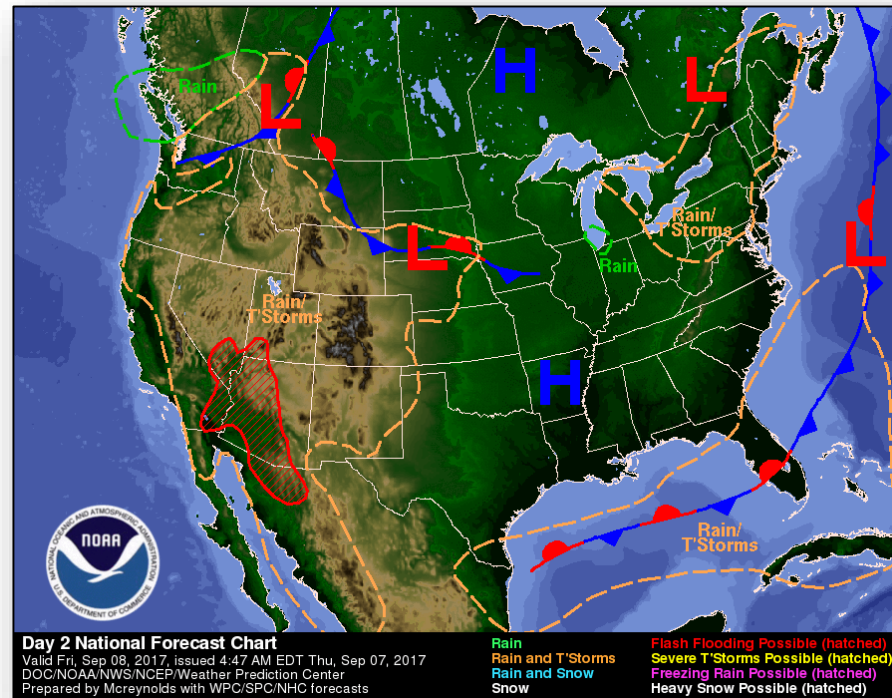 H
L
Rain
L
Rain/
T'Storms
L
L
Rain
Rain/
T'Storms
H
Rain/
T'Storms
NATIONAL OCEANIC AND ATMOSPHERIC ADMINISTRATION
NOAA
U.S. DEPARTMENT OF COMMERCE
Day 2 National Forecast Chart
Valid Fri, Sep 08, 2017, issued 4:47 AM EDT Thu, Sep 07, 2017
DOC/NOAA/NWS/NCEP/Weather Prediction Center
Prepared by Mcreynolds with WPC/SPC/NHC forecasts
Rain
Rain and T'Storms
Rain and Snow
Snow
Flash Flooding Possible (hatched)
Severe T'Storms Possible (hatched)
Freezing Rain Possible (hatched)
Heavy Snow Possible (hatched)